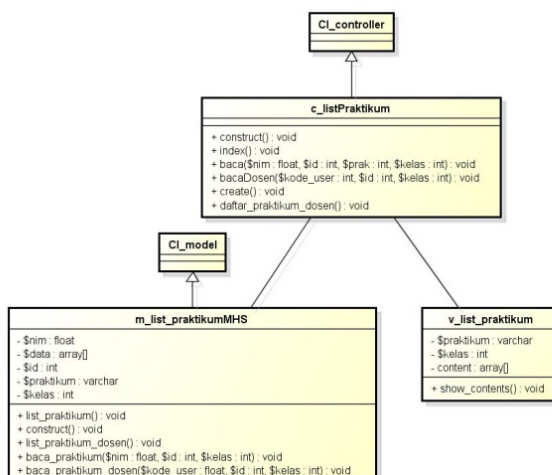 CI_controller
c_listPraktikum
+ construct() : void
+ index() : void
+ baca($nim : float, $id : int, $prak : int, $kelas : int) : void
+ bacaDosen($kode_user : int, $id : int, $kelas : int) : void
+ create() : void
+ daftar_praktikum_dosen() : void
CI_model
m_list_praktikumMHS
- $nim : float
- $data : array[]
- $id : int
- $praktikum : varchar
- $kelas : int
+ list_praktikum() : void
+ construct() : void
+ list_praktikum_dosen() : void
+ baca_praktikum($nim : float, $id : int, $kelas : int) : void
+ baca_praktikum_dosen($kode_user : float, $id : int, $kelas : int) : void
v_list_praktikum
- $praktikum : varchar
- $kelas : int
- content : array[]
+ show_contents() : void